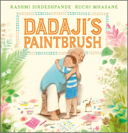 RASHMI SIRDESHPANDE RUCHI MHASANE
DADAJI'S
PAINTBRUSH